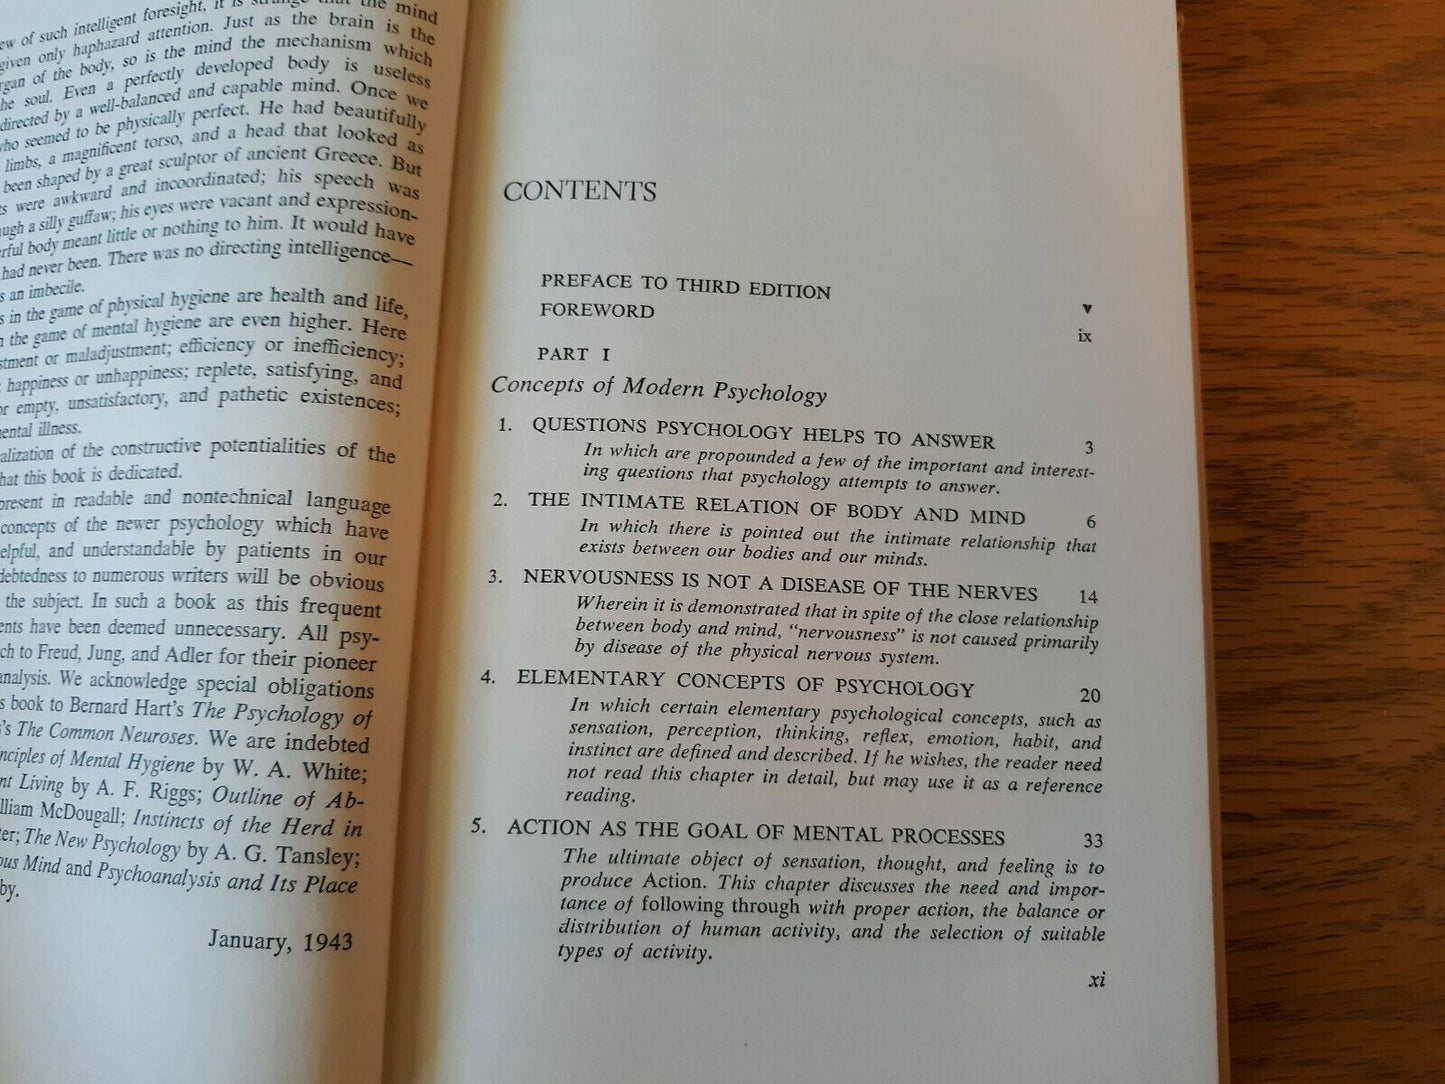 ew of such intelligent foresight, it is strange that the mind
given only haphazard attention. Just as the brain is the
rgan of the body, so is the mind the mechanism which
he soul. Even a perfectly developed body is useless
directed by a well-balanced and capable mind. Once we
who seemed to be physically perfect. He had beautifully
limbs, a magnificent torso, and a head that looked as
been shaped by a great sculptor of ancient Greece. But
ts were awkward and incoordinated; his speech was
ugh a silly guffaw; his eyes were vacant and expression-
rful body meant little or nothing to him. It would have
had never been. There was no directing intelligence—
s an imbecile.
s in the game of physical hygiene are health and life,
n the game of mental hygiene are even higher. Here
stment or maladjustment; efficiency or inefficiency;
; happiness or unhappiness; replete, satisfying, and
or empty, unsatisfactory, and pathetic existences;
ental illness.
alization of the constructive potentialities of the
hat this book is dedicated.
present in readable and nontechnical language
concepts of the newer psychology which have
elpful, and understandable by patients in our
debtedness to numerous writers will be obvious
the subject. In such a book as this frequent
ents have been deemed unnecessary. All psy-
ch to Freud, Jung, and Adler for their pioneer
analysis. We acknowledge special obligations
s book to Bernard Hart's The Psychology of
's The Common Neuroses. We are indebted
nciples of Mental Hygiene by W. A. White;
nt Living by A. F. Riggs; Outline of Ab-
lliam McDougall; Instincts of the Herd in
ter; The New Psychology by A. G. Tansley;
ous Mind and Psychoanalysis and Its Place
by.
January, 1943
CONTENTS
PREFACE TO THIRD EDITION v
FOREWORD ix
PART I
Concepts of Modern Psychology
1. QUESTIONS PSYCHOLOGY HELPS TO ANSWER 3
In which are propounded a few of the important and interest-
ing questions that psychology attempts to answer.
2. THE INTIMATE RELATION OF BODY AND MIND 6
In which there is pointed out the intimate relationship that
exists between our bodies and our minds.
3. NERVOUSNESS IS NOT A DISEASE OF THE NERVES 14
Wherein it is demonstrated that in spite of the close relationship
between body and mind, "nervousness" is not caused primarily
by disease of the physical nervous system.
4. ELEMENTARY CONCEPTS OF PSYCHOLOGY 20
In which certain elementary psychological concepts, such as
sensation, perception, thinking, reflex, emotion, habit, and
instinct are defined and described. If he wishes, the reader need
not read this chapter in detail, but may use it as a reference
reading.
5. ACTION AS THE GOAL OF MENTAL PROCESSES 33
The ultimate object of sensation, thought, and feeling is to
produce Action. This chapter discusses the need and impor-
tance of following through with proper action, the balance or
distribution of human activity, and the selection of suitable
types of activity.
xi